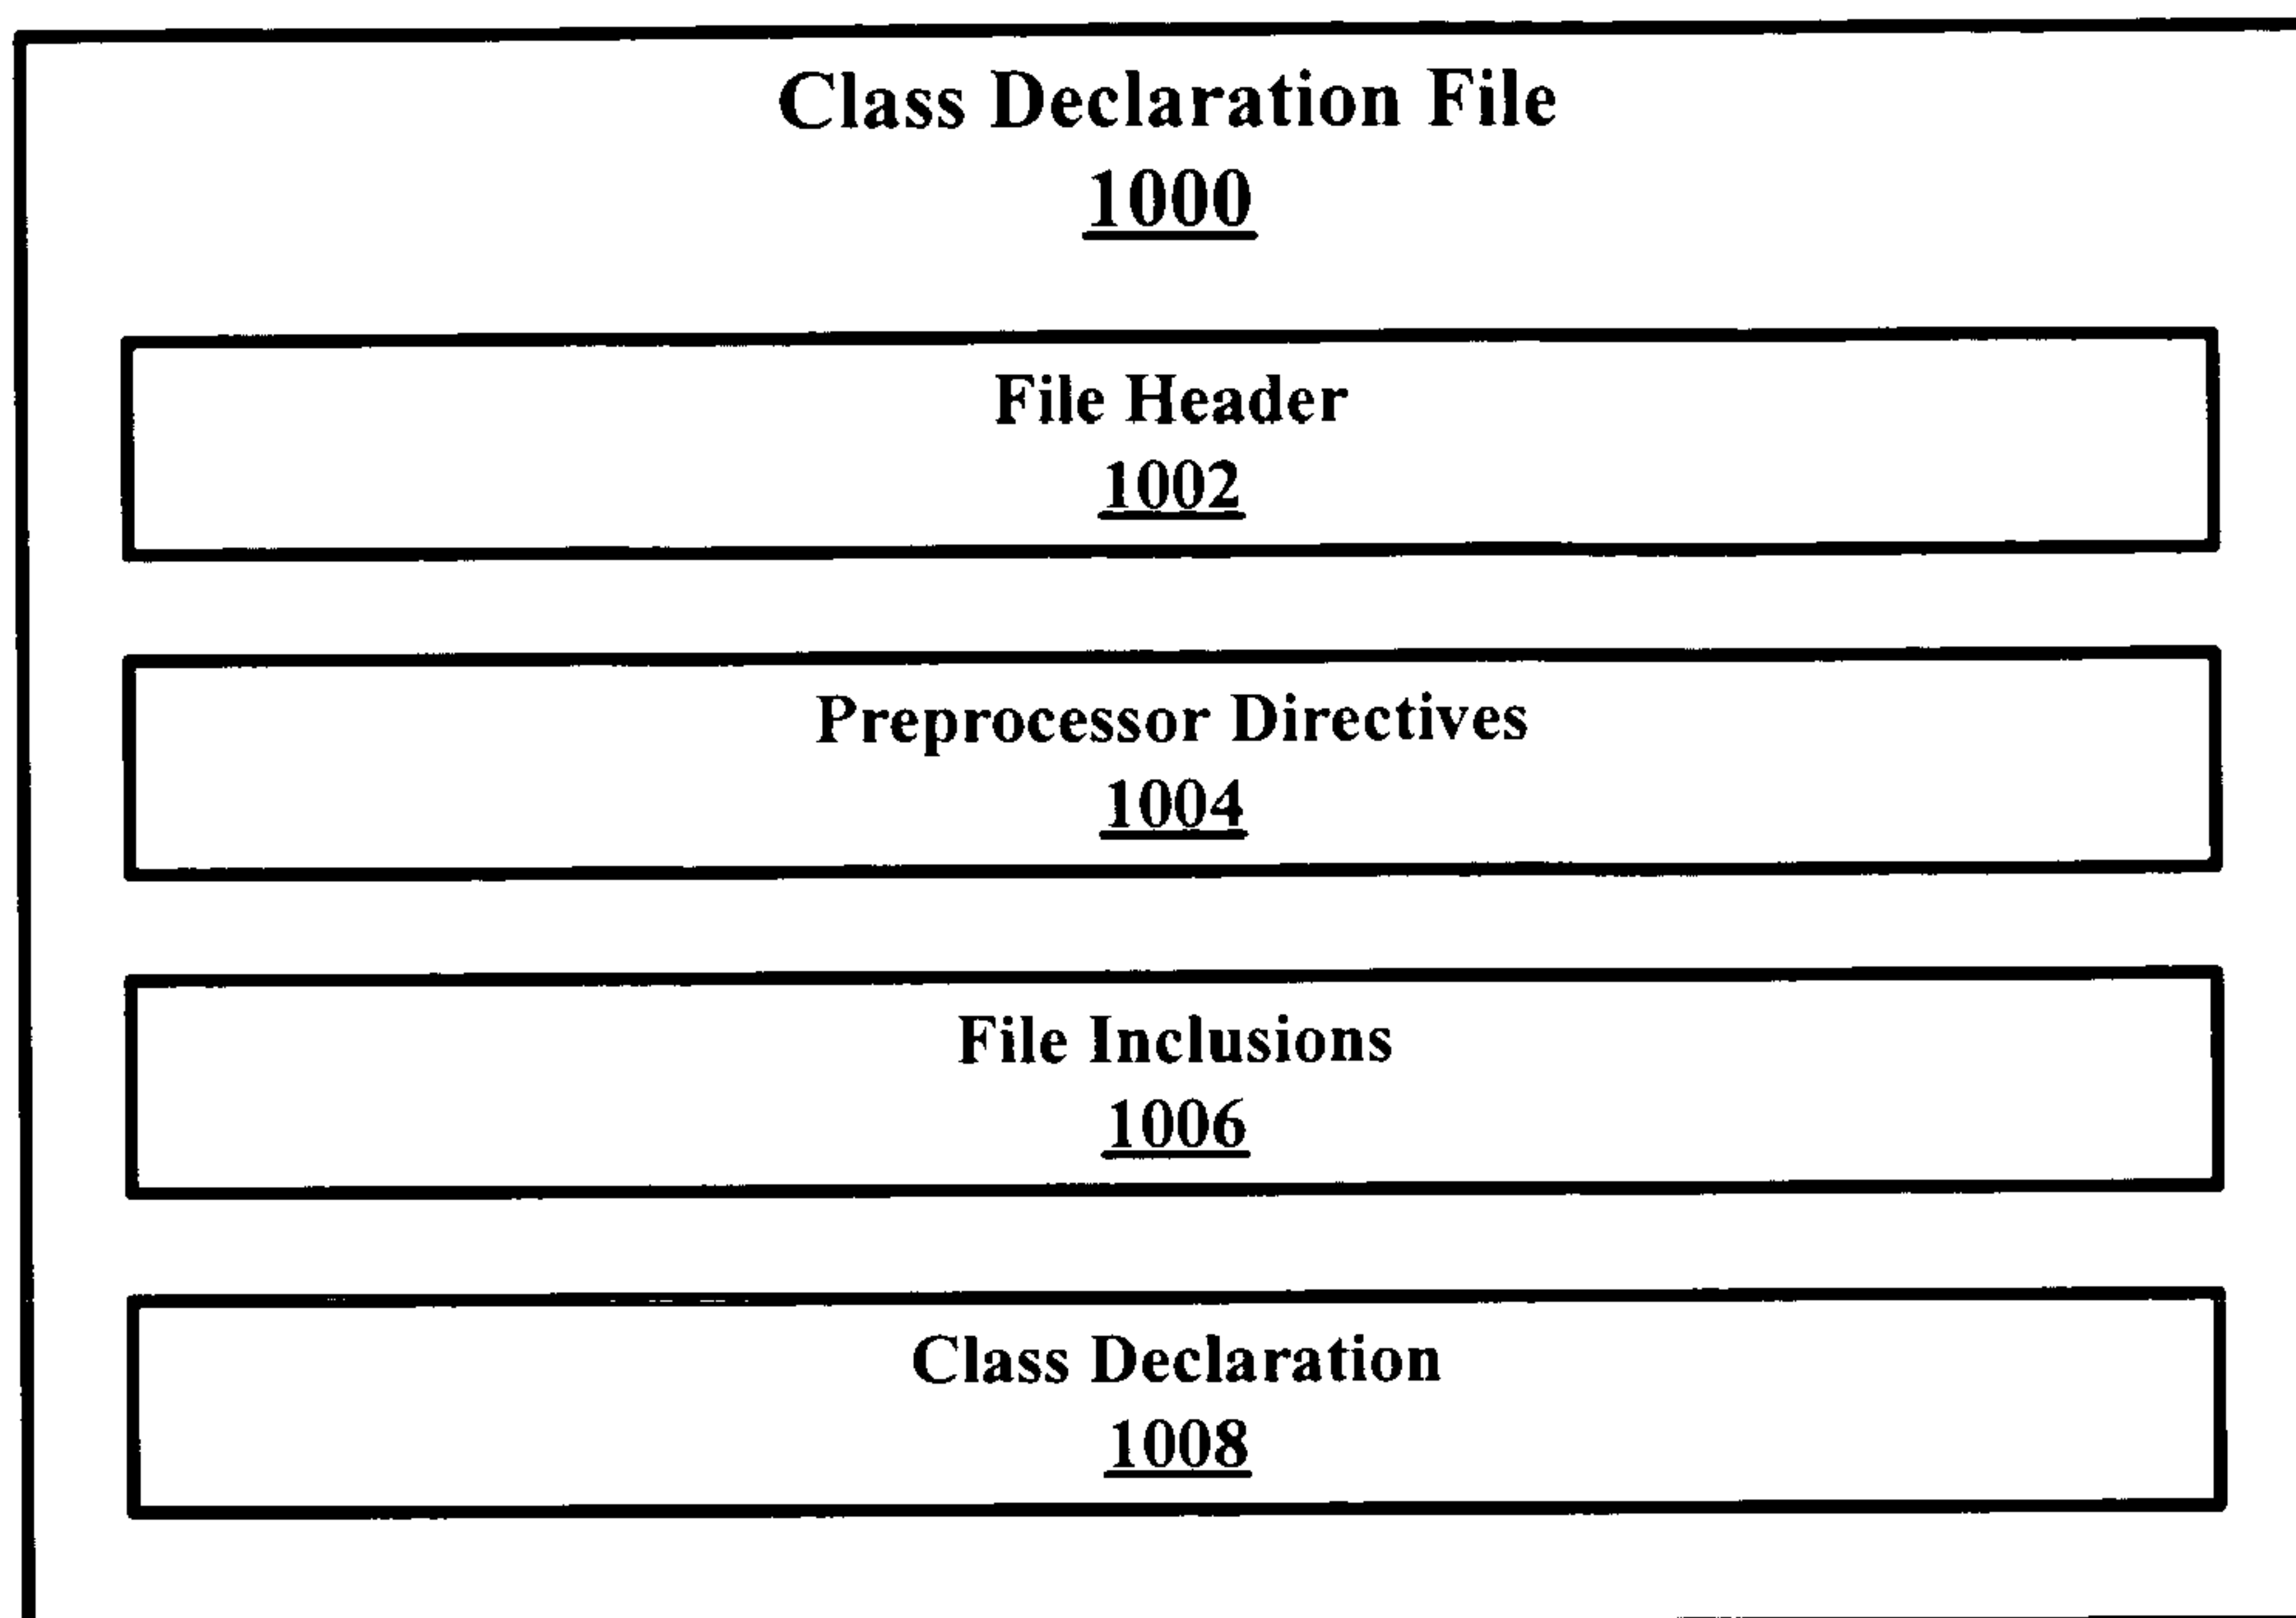 Class Declaration File
1000
File Header
1002
Preprocessor Directives
1004
File Inclusions
1006
Class Declaration
1008